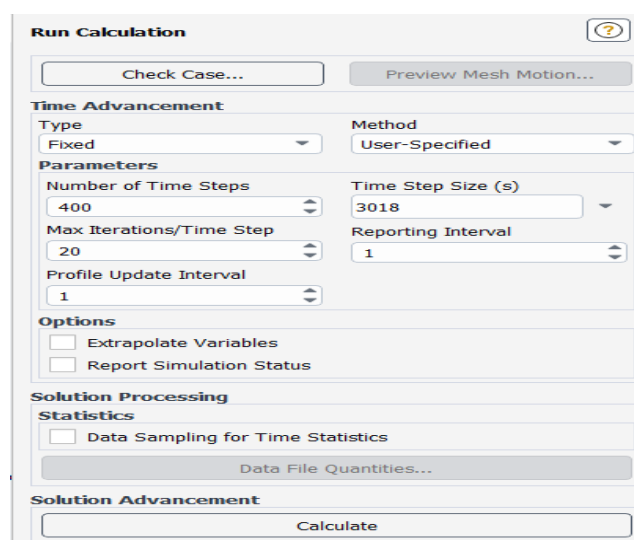 Run Calculation ?
Check Case... Preview Mesh Motion...
Time Advancement
Type Method
Fixed User-Specified
Parameters
Number of Time Steps Time Step Size (s)
400 3018
Max Iterations/Time Step Reporting Interval
20 1
Profile Update Interval
1
Options
Extrapolate Variables
Report Simulation Status
Solution Processing
Statistics
Data Sampling for Time Statistics
Data File Quantities...
Solution Advancement
Calculate